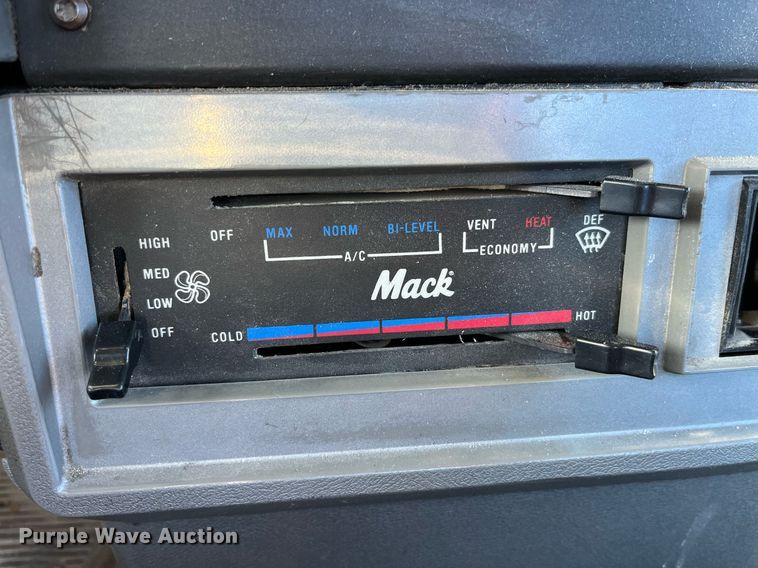 HIGH
MED
LOW
OFF
OFF
MAX NORM BI-LEVEL
A/C
VENT HEAT
ECONOMY
DEF
Mack®
COLD
HOT
Purple Wave Auction